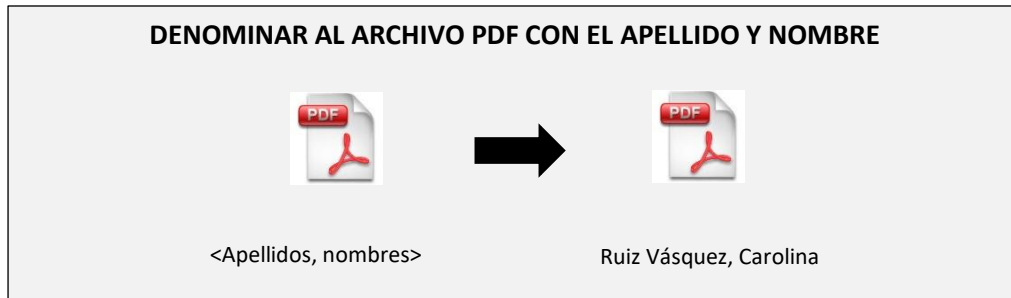 DENOMINAR AL ARCHIVO PDF CON EL APELLIDO Y NOMBRE
PDF
PDF
<Apellidos, nombres>
Ruiz Vásquez, Carolina